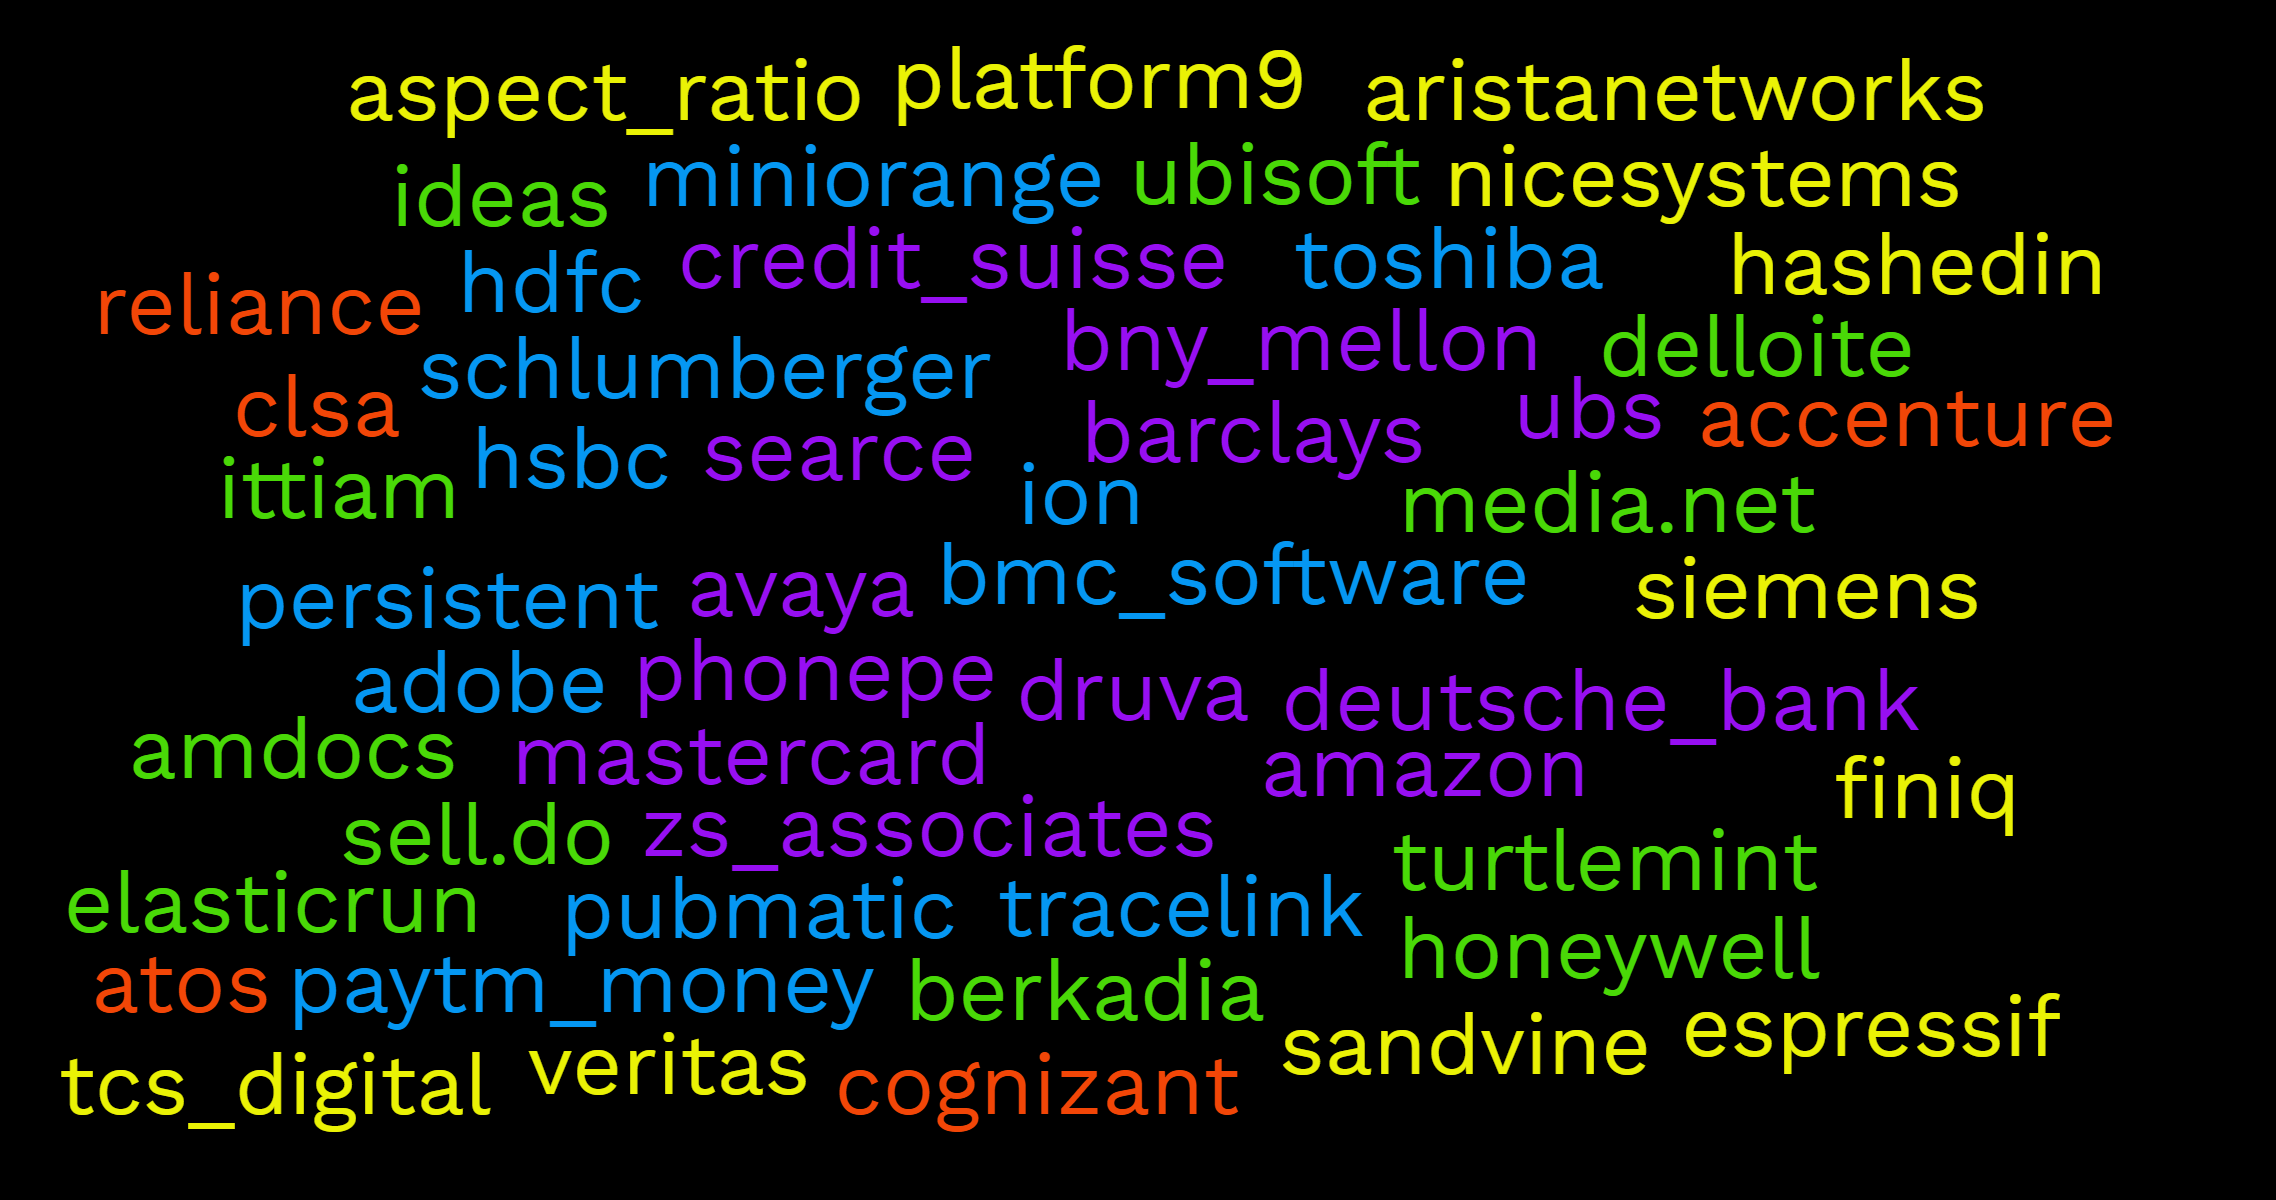 aspect_ratio platform9 aristanetworks
ideas miniorange ubisoft nicesystems
reliance hdfc credit_suisse toshiba hashedin
schlumberger bny_mellon delloite
clsa hsbc searce barclays ubs accenture
ittiam ion media.net
persistent avaya bmc_software siemens
adobe phonepe druva deutsche_bank
amdocs mastercard amazon finiq
sell.do zs_associates turtlemint
elasticrun pubmatic tracelink honeywell
atos paytm_money berkadia
tcs_digital veritas cognizant sandvine espressif